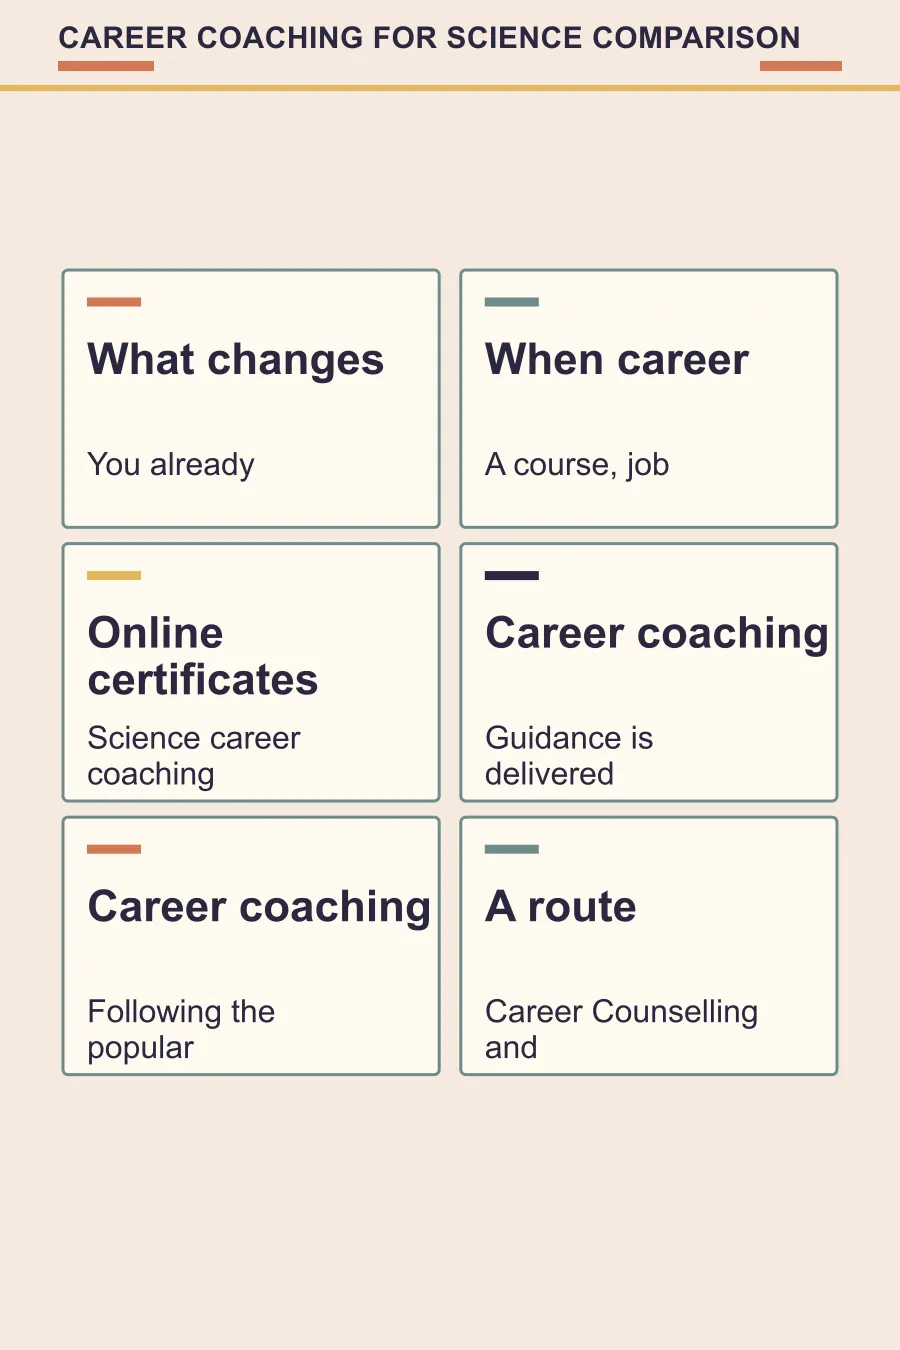 CAREER COACHING FOR SCIENCE COMPARISON
What changes
You already
When career
A course, job
Online
certificates
Science career
coaching
Career coaching
Guidance is
delivered
Career coaching
Following the
popular
A route
Career Counselling
and